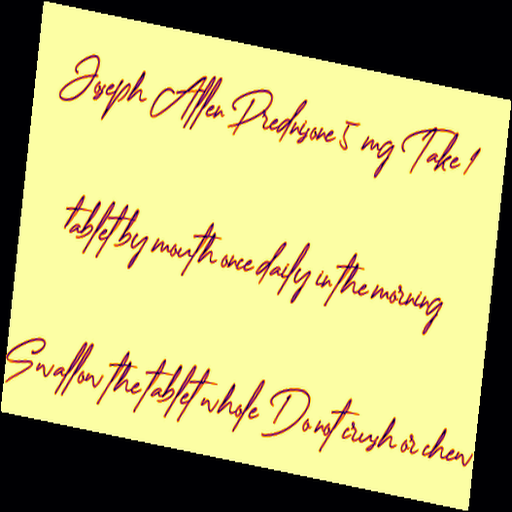 Joseph Allen Prednisone 5 mg Take 1
tablet by mouth once daily in the morning
Swallow the tablet whole Do not crush or chew